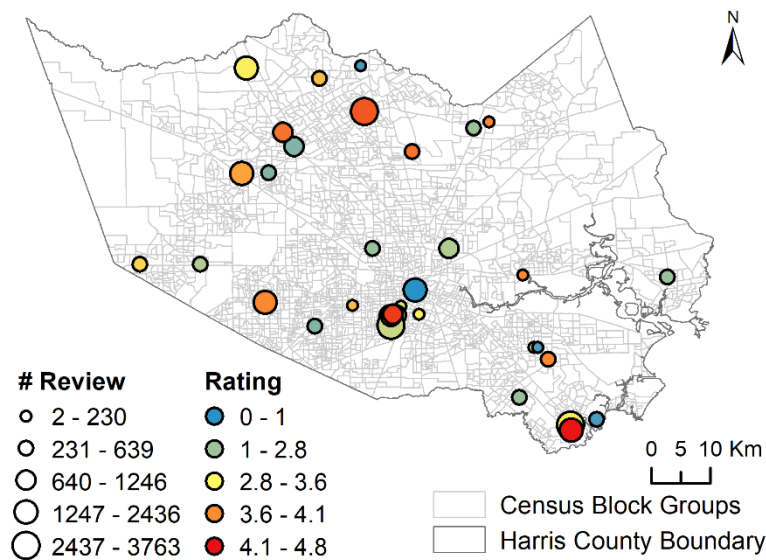 N
# Review
2 - 230
231 - 639
640 - 1246
1247 - 2436
2437 - 3763
Rating
0 - 1
1 - 2.8
2.8 - 3.6
3.6 - 4.1
4.1 - 4.8
0 5 10 Km
Census Block Groups
Harris County Boundary